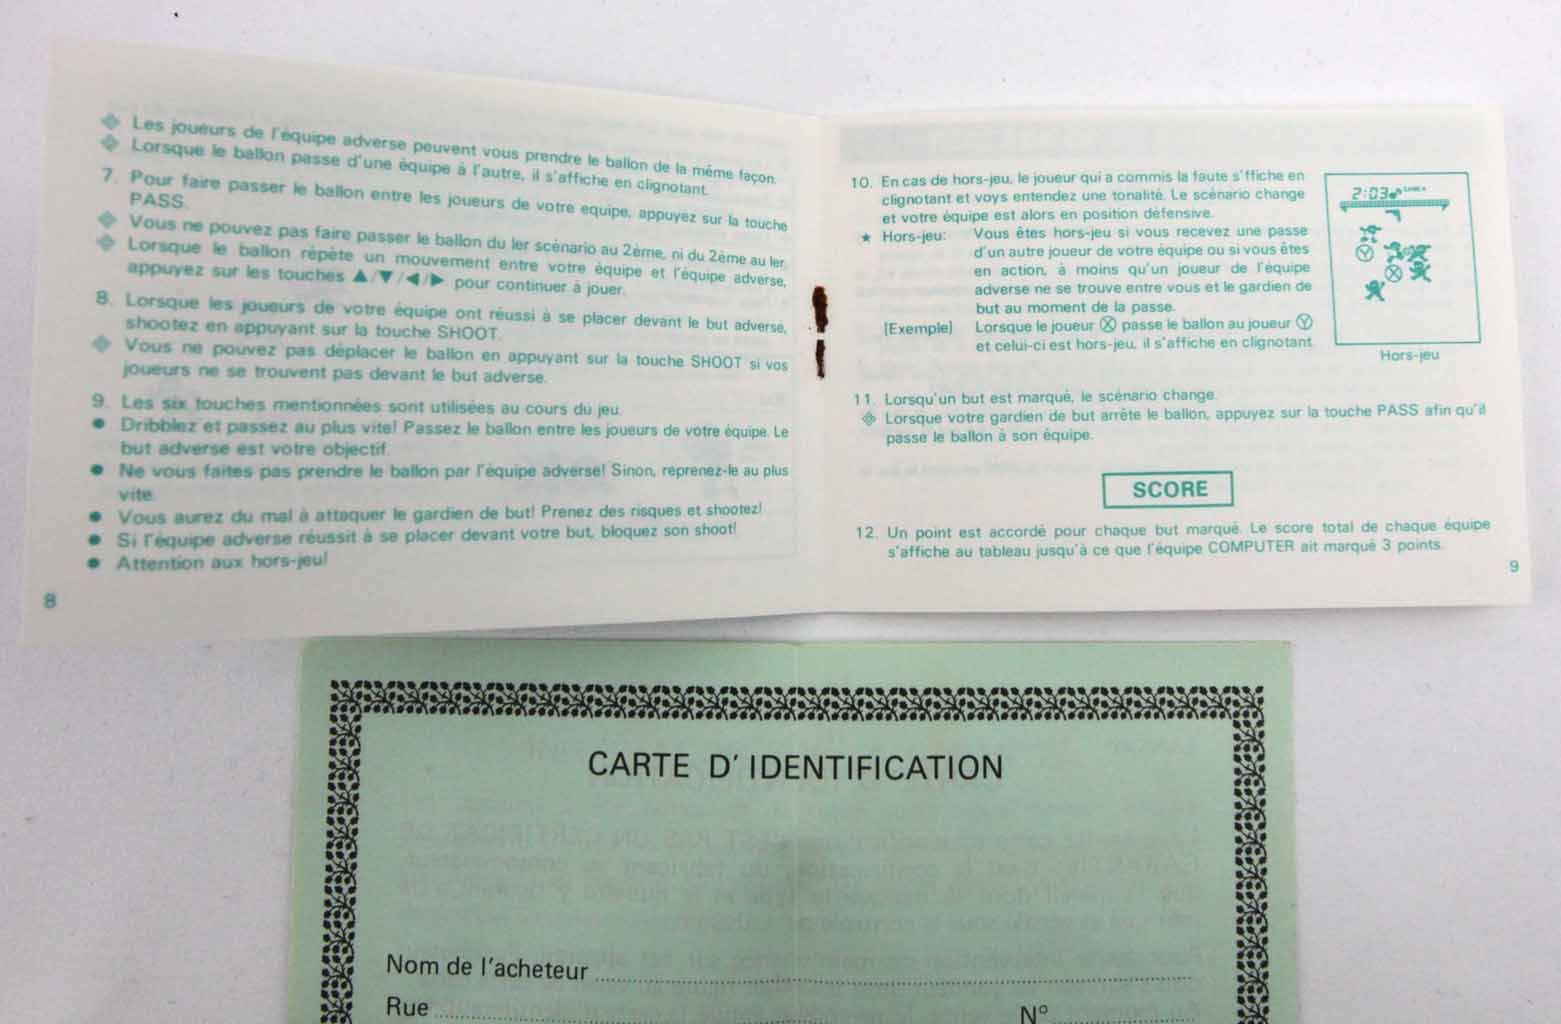 Les joueurs de l'équipe adverse peuvent vous prendre le ballon de la même façon.
Lorsque le ballon passe d'une équipe à l'autre, il s'affiche en clignotant.
7. Pour faire passer le ballon entre les joueurs de votre equipe, appuyez sur la touche
PASS.
Vous ne pouvez pas faire passer le ballon du ler scénario au 2ème, ni du 2ème au ler.
Lorsque le ballon répète un mouvement entre votre équipe et l'équipe adverse,
appuyez sur les touches ▲/▼/◀/▶ pour continuer à jouer.
8. Lorsque les joueurs de votre équipe ont réussi à se placer devant le but adverse,
shootez en appuyant sur la touche SHOOT.
Vous ne pouvez pas déplacer le ballon en appuyant sur la touche SHOOT si vos
joueurs ne se trouvent pas devant le but adverse.
9. Les six touches mentionnées sont utilisées au cours du jeu.
● Dribblez et passez au plus vite! Passez le ballon entre les joueurs de votre équipe. Le
but adverse est votre objectif.
● Ne vous faites pas prendre le ballon par l'équipe adverse! Sinon, reprenez-le au plus
vite.
● Vous aurez du mal à attaquer le gardien de but! Prenez des risques et shootez!
● Si l'équipe adverse réussit à se placer devant votre but, bloquez son shoot!
● Attention aux hors-jeu!
8
10. En cas de hors-jeu, le joueur qui a commis la faute s'ffiche en
clignotant et voys entendez une tonalité. Le scénario change
et votre équipe est alors en position défensive.
★ Hors-jeu: Vous êtes hors-jeu si vous recevez une passe
d'un autre joueur de votre équipe ou si vous êtes
en action, à moins qu'un joueur de l'équipe
adverse ne se trouve entre vous et le gardien de
but au moment de la passe.
[Exemple] Lorsque le joueur Ⓧ passe le ballon au joueur Ⓨ
et celui-ci est hors-jeu, il s'affiche en clignotant.
2:03
Ⓨ
Ⓧ
Hors-jeu
11. Lorsqu'un but est marqué, le scénario change.
Lorsque votre gardien de but arrête le ballon, appuyez sur la touche PASS afin qu'il
passe le ballon à son équipe.
SCORE
12. Un point est accordé pour chaque but marqué. Le score total de chaque équipe
s'affiche au tableau jusqu'à ce que l'équipe COMPUTER ait marqué 3 points.
9
CARTE D'IDENTIFICATION
Nom de l'acheteur
Rue N°